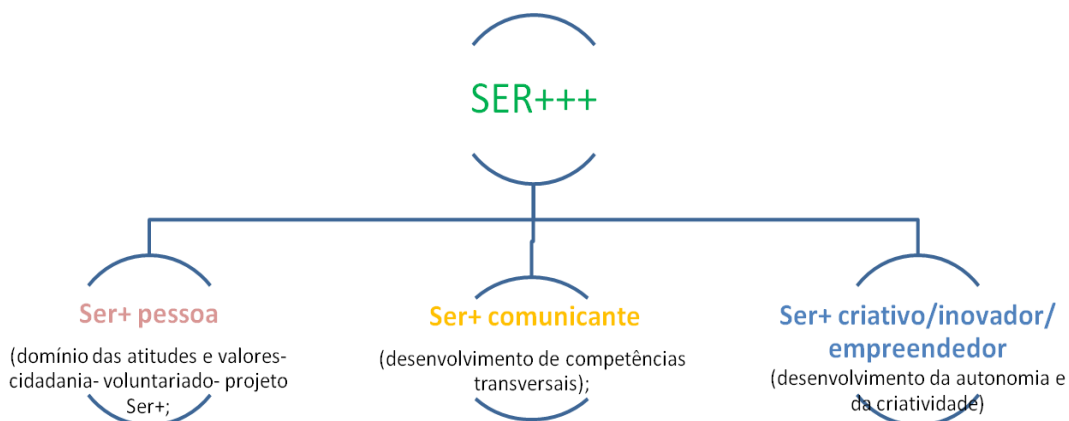 SER+++
Ser+ pessoa
(domínio das atitudes e valores-
cidadania- voluntariado- projeto
Ser+;
Ser+ comunicante
(desenvolvimento de competências
transversais);
Ser+ criativo/inovador/
empreendedor
(desenvolvimento da autonomia e
da criatividade)